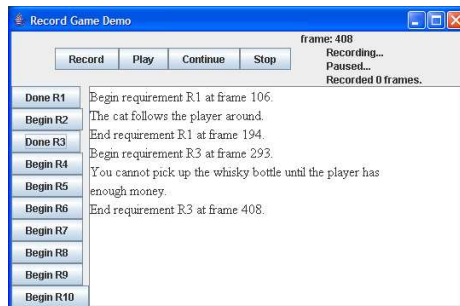 Record Game Demo
frame: 408
Record Play Continue Stop
Recording...
Paused...
Recorded 0 frames.
Done R1
Begin R2
Done R3
Begin R4
Begin R5
Begin R6
Begin R7
Begin R8
Begin R9
Begin R10
Begin requirement R1 at frame 106.
The cat follows the player around.
End requirement R1 at frame 194.
Begin requirement R3 at frame 293.
You cannot pick up the whisky bottle until the player has
enough money.
End requirement R3 at frame 408.